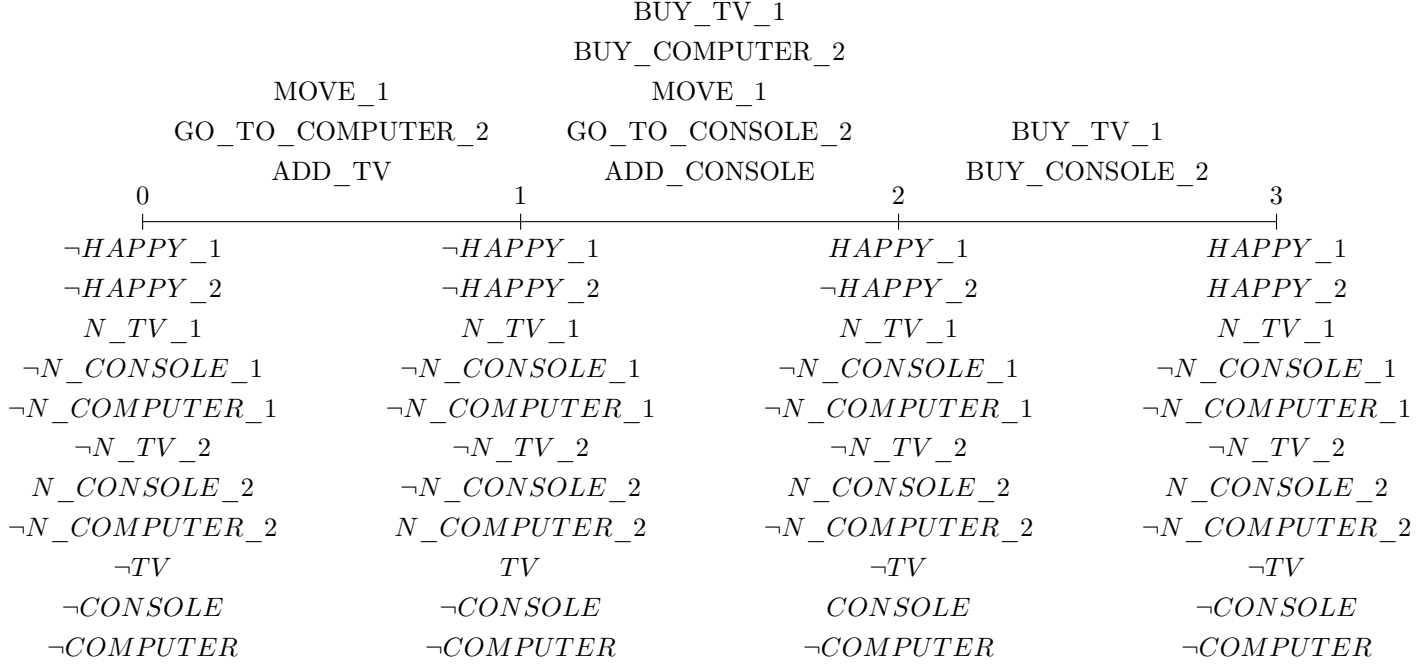 BUY_TV_1
BUY_COMPUTER_2
MOVE_1 MOVE_1
GO_TO_COMPUTER_2 GO_TO_CONSOLE_2 BUY_TV_1
ADD_TV ADD_CONSOLE BUY_CONSOLE_2
0 1 2 3
¬HAPPY_1 ¬HAPPY_1 HAPPY_1 HAPPY_1
¬HAPPY_2 ¬HAPPY_2 ¬HAPPY_2 HAPPY_2
N_TV_1 N_TV_1 N_TV_1 N_TV_1
¬N_CONSOLE_1 ¬N_CONSOLE_1 ¬N_CONSOLE_1 ¬N_CONSOLE_1
¬N_COMPUTER_1 ¬N_COMPUTER_1 ¬N_COMPUTER_1 ¬N_COMPUTER_1
¬N_TV_2 ¬N_TV_2 ¬N_TV_2 ¬N_TV_2
N_CONSOLE_2 ¬N_CONSOLE_2 N_CONSOLE_2 N_CONSOLE_2
¬N_COMPUTER_2 N_COMPUTER_2 ¬N_COMPUTER_2 ¬N_COMPUTER_2
¬TV TV ¬TV ¬TV
¬CONSOLE ¬CONSOLE CONSOLE ¬CONSOLE
¬COMPUTER ¬COMPUTER ¬COMPUTER ¬COMPUTER